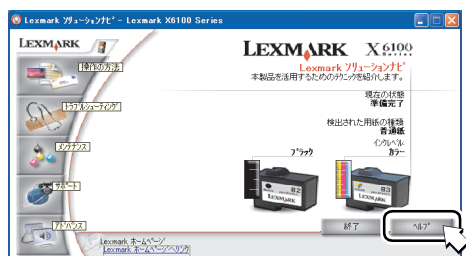 Lexmark ソリューションナビ - Lexmark X6100 Series
LEXMARK
操作の方法
トラブルシューティング
メンテナンス
サポート
アドバンス
LEXMARK X6100 Series
Lexmark ソリューションナビ
本製品を活用するためのテクニックを紹介します。
現在の状態
準備完了
検出された用紙の種類
普通紙
インクレベル
ブラック
カラー
82
LEXMARK
83
LEXMARK
終了
ヘルプ
Lexmark ホームページ
Lexmark ホームページへリンク